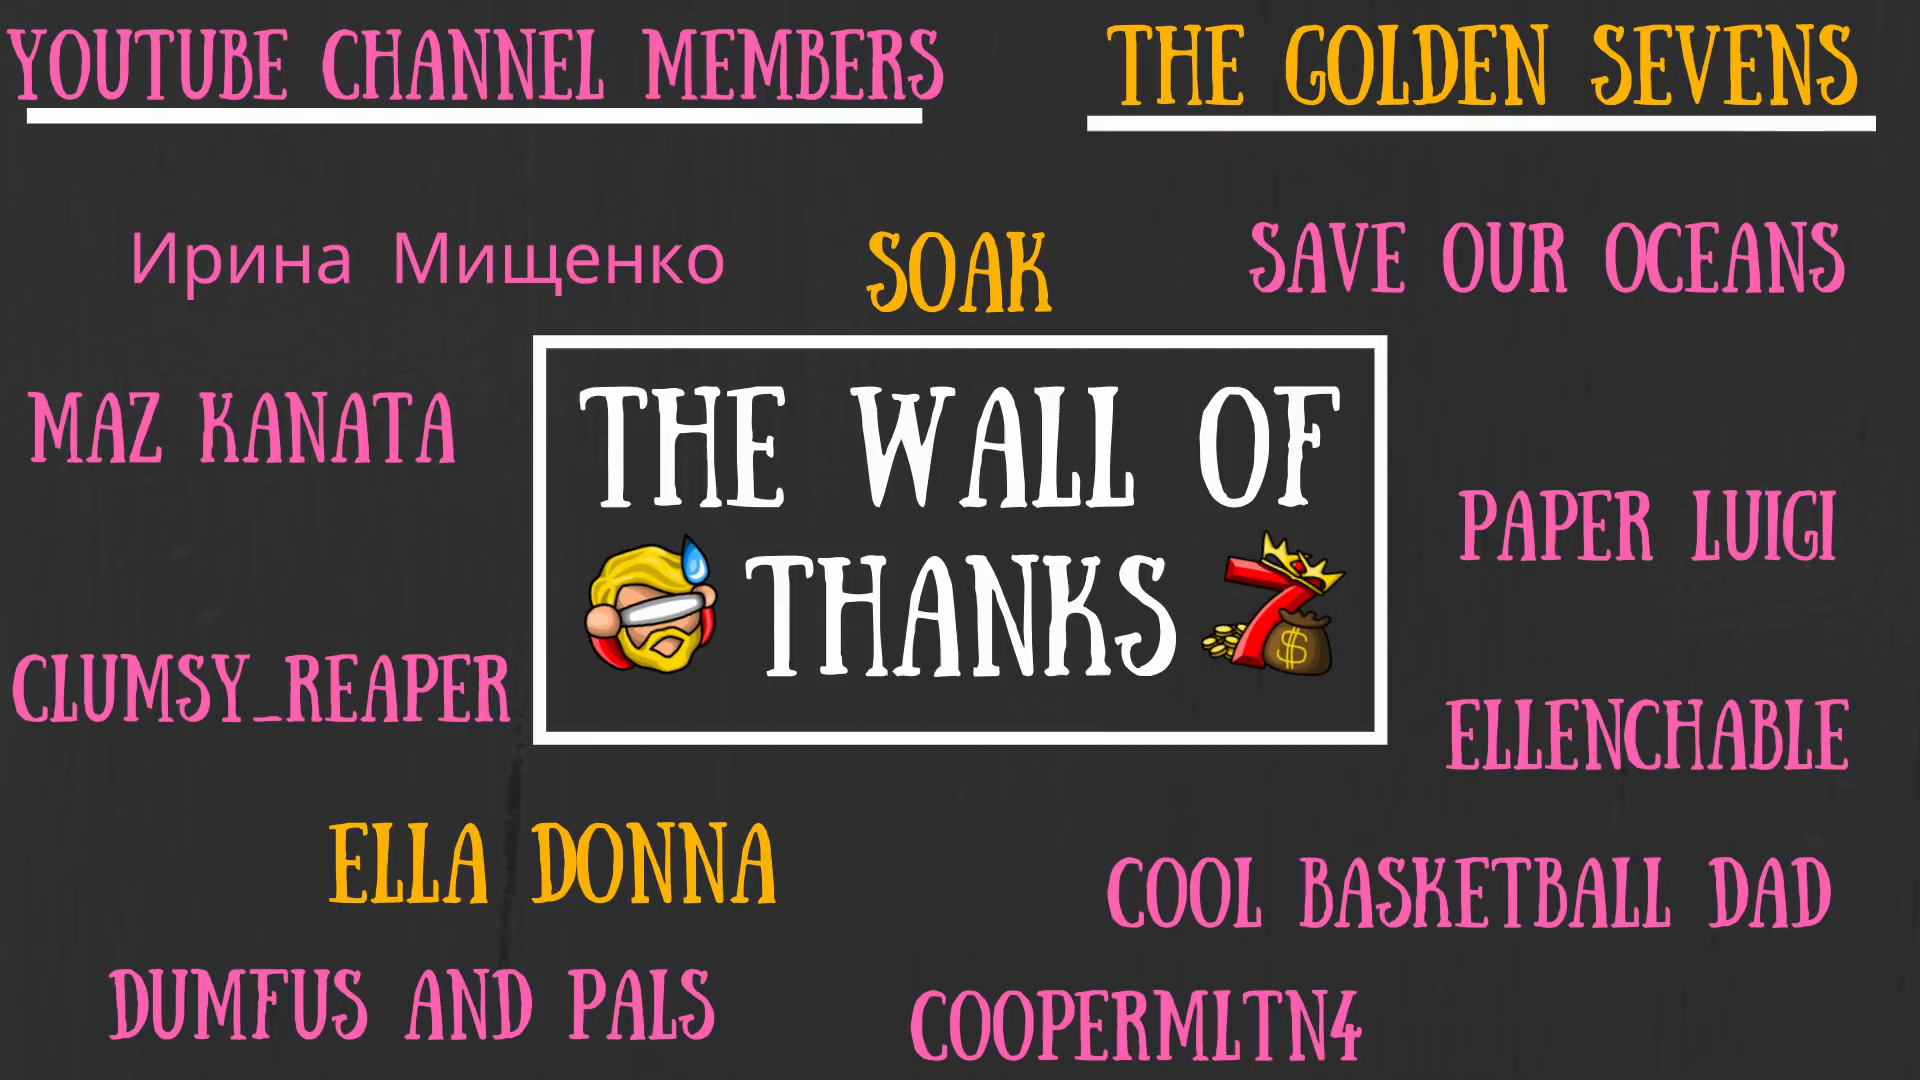 YOUTUBE CHANNEL MEMBERS
THE GOLDEN SEVENS
Ирина Мищенко
SOAK
SAVE OUR OCEANS
MAZ KANATA
THE WALL OF
THANKS
7
$
PAPER LUIGI
CLUMSY_REAPER
ELLENCHABLE
ELLA DONNA
COOL BASKETBALL DAD
DUMFUS AND PALS
COOPERMLTN4